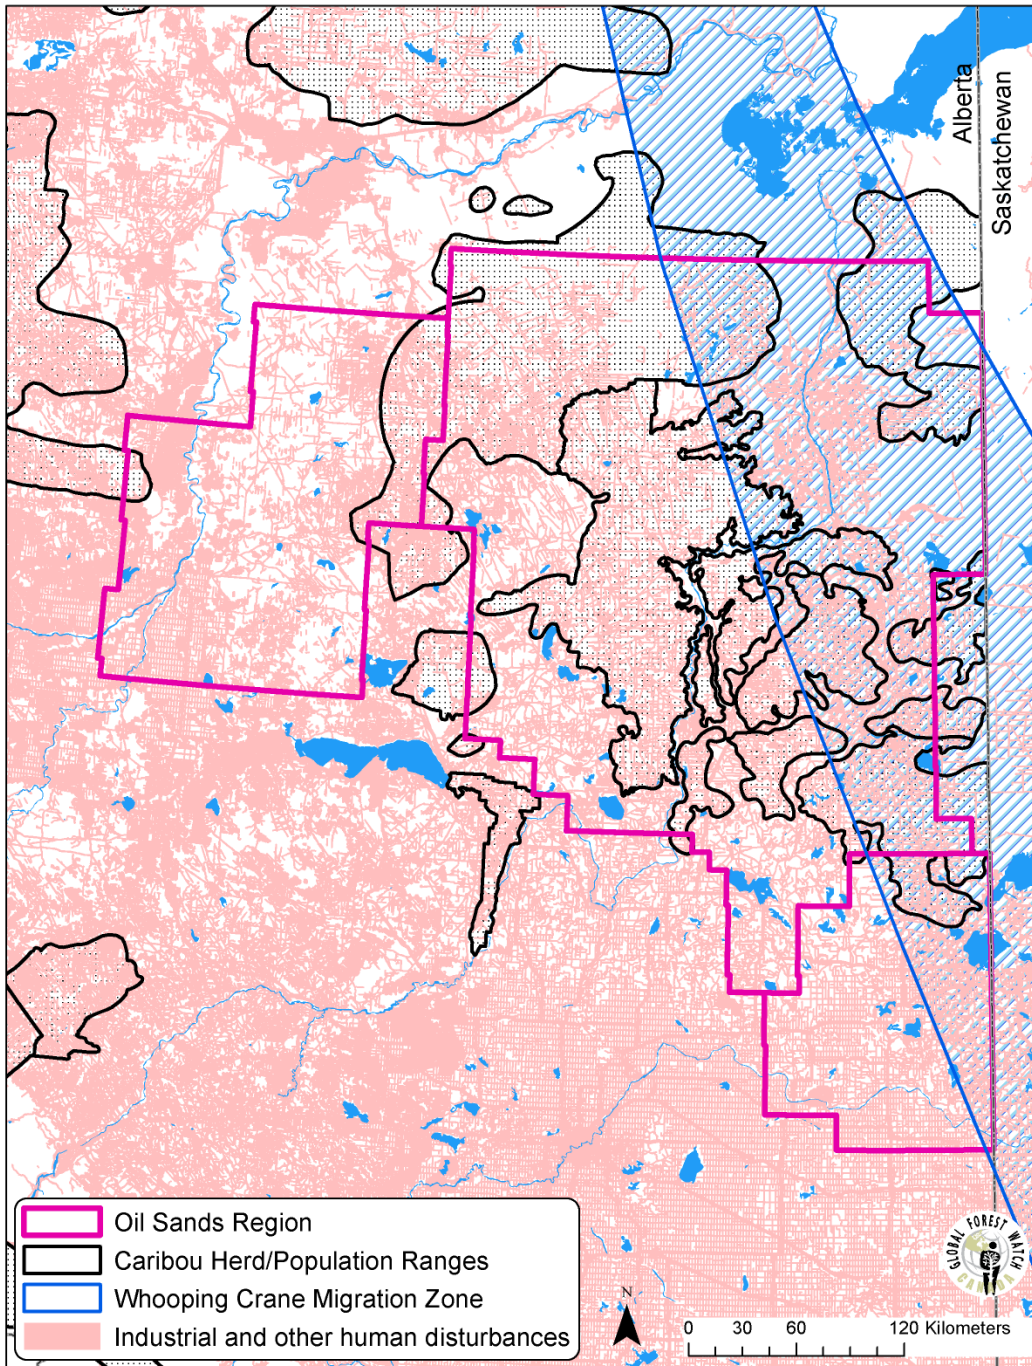 Alberta
Saskatchewan
Oil Sands Region
Caribou Herd/Population Ranges
Whooping Crane Migration Zone
Industrial and other human disturbances
N
0 30 60 120 Kilometers
GLOBAL FOREST WATCH
CANADA